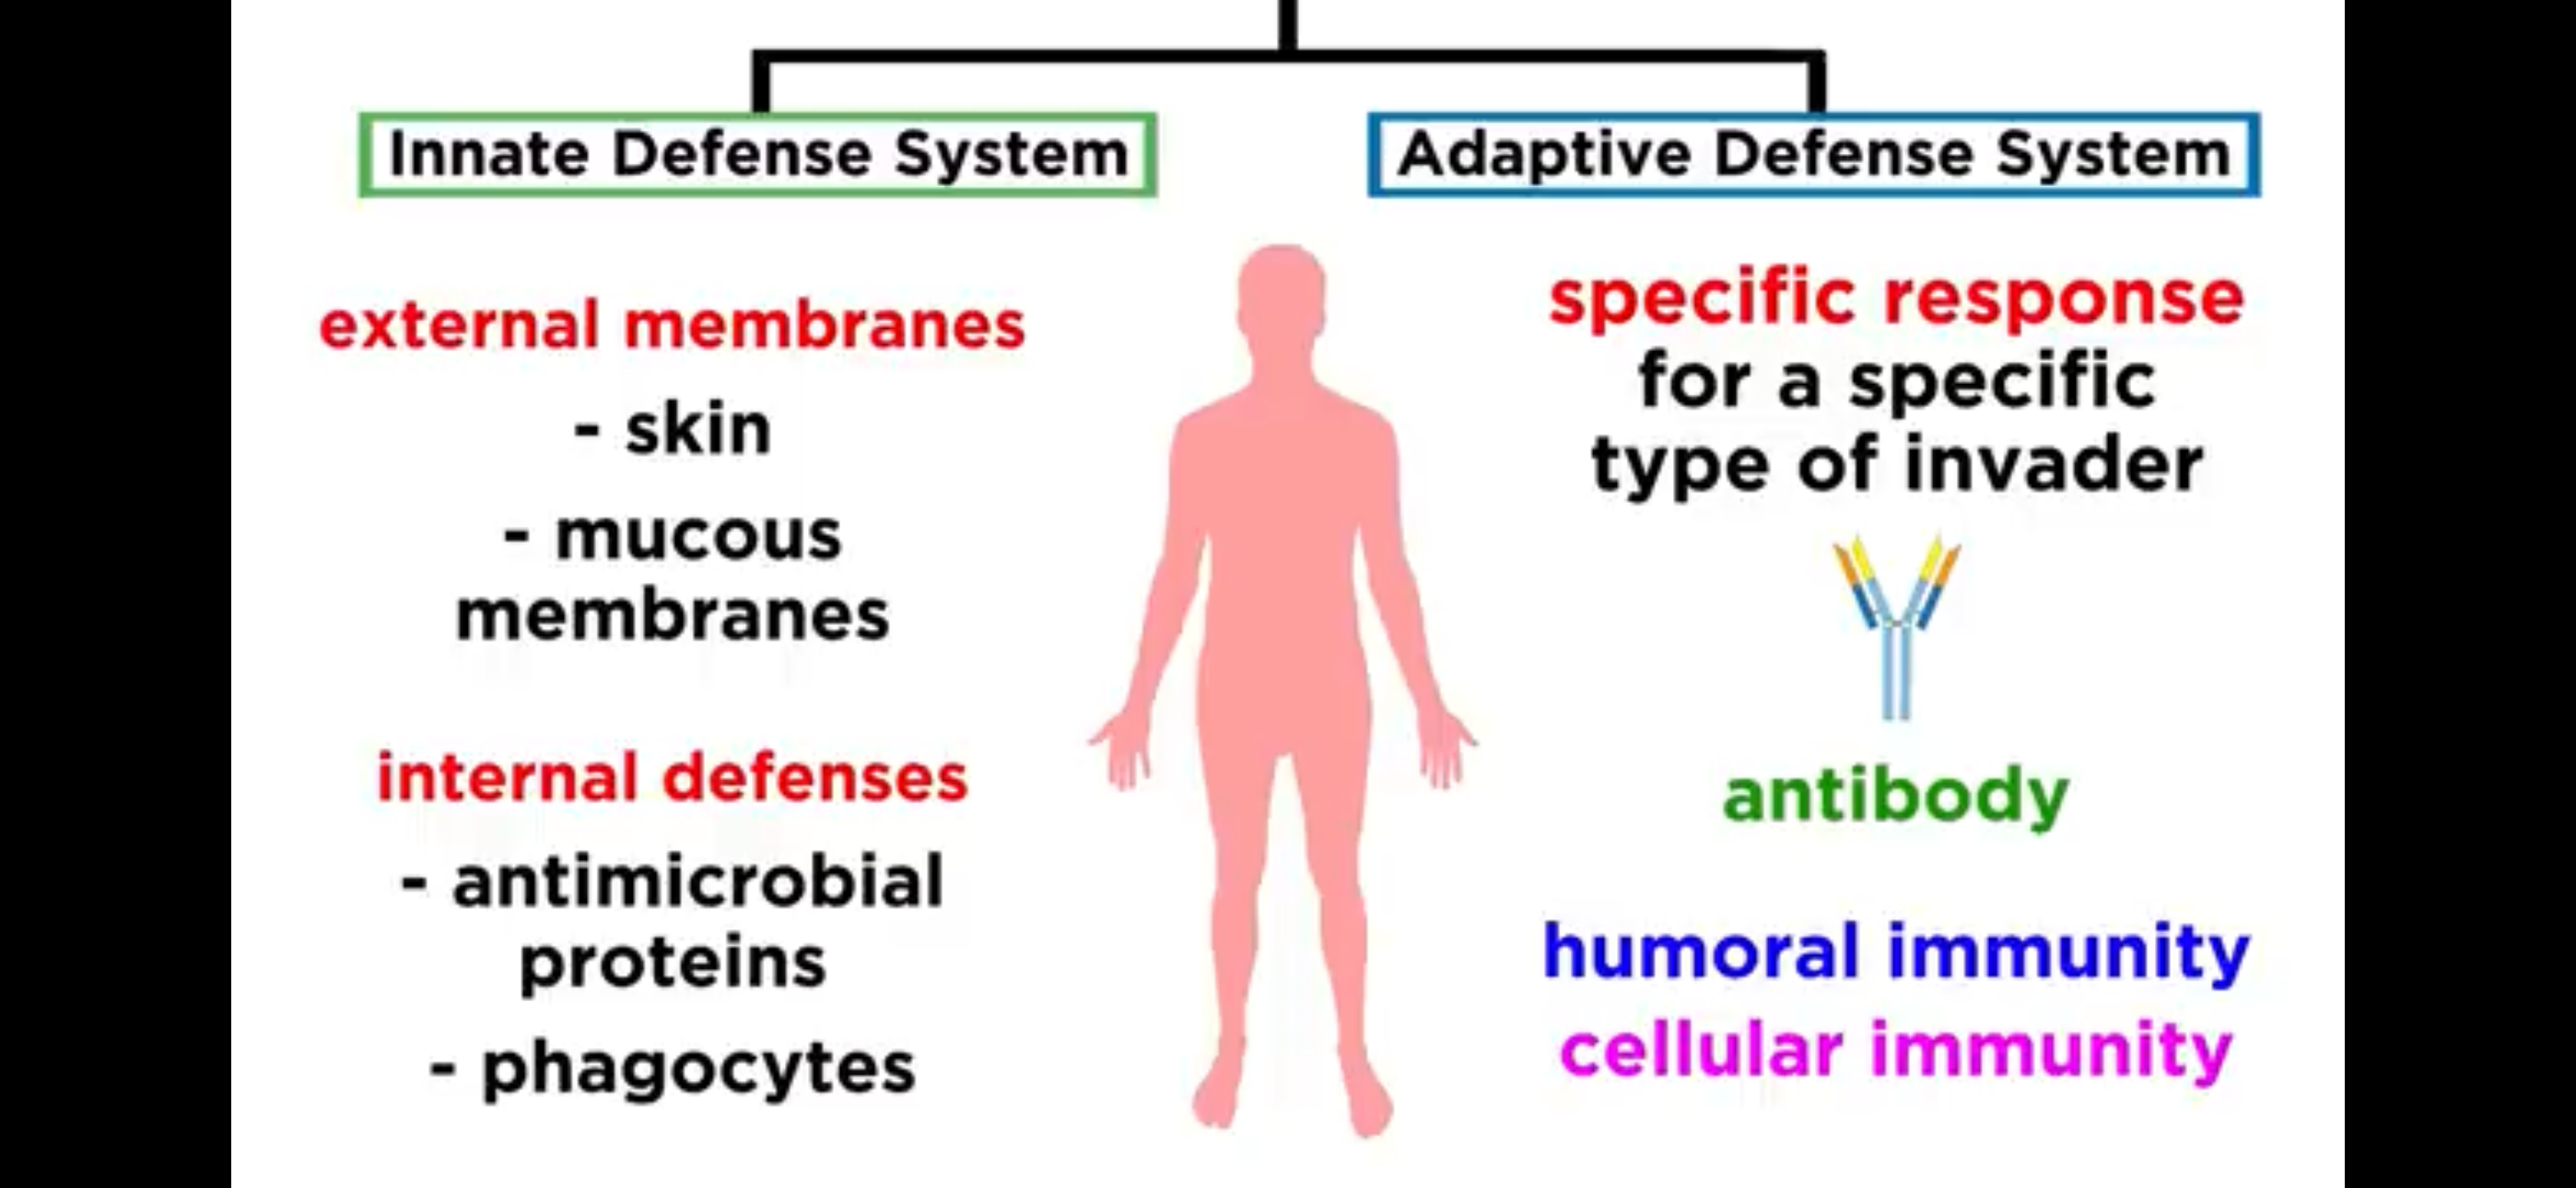 Innate Defense System
external membranes
- skin
- mucous
membranes
internal defenses
- antimicrobial
proteins
- phagocytes
Adaptive Defense System
specific response
for a specific
type of invader
antibody
humoral immunity
cellular immunity